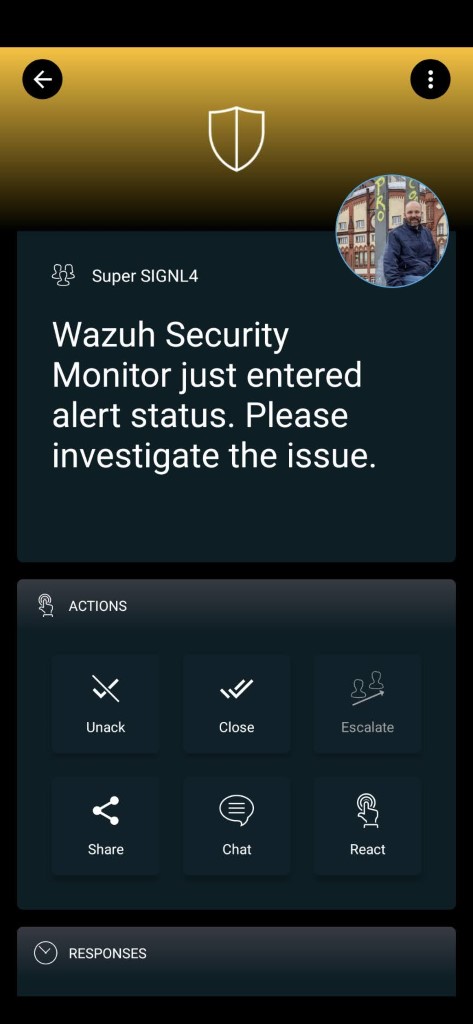 PRO
Super SIGNL4
Wazuh Security
Monitor just entered
alert status. Please
investigate the issue.
ACTIONS
Unack
Close
Escalate
Share
Chat
React
RESPONSES